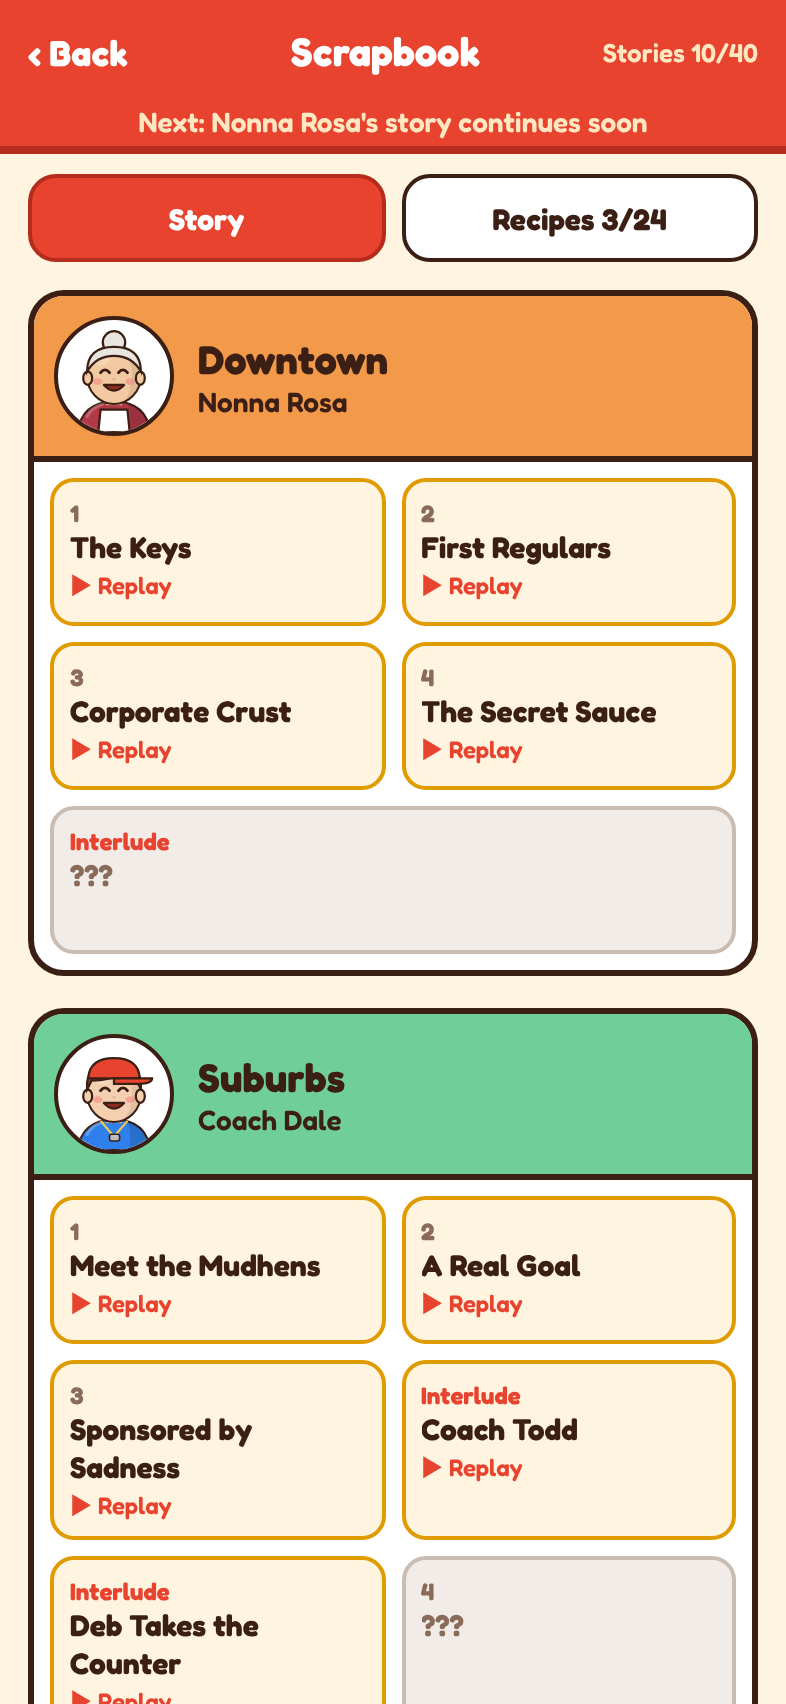 ‹ Back
Scrapbook
Stories 10/40
Next: Nonna Rosa's story continues soon
Story
Recipes 3/24
Downtown
Nonna Rosa
1
The Keys
▶ Replay
2
First Regulars
▶ Replay
3
Corporate Crust
▶ Replay
4
The Secret Sauce
▶ Replay
Interlude
???
Suburbs
Coach Dale
1
Meet the Mudhens
▶ Replay
2
A Real Goal
▶ Replay
3
Sponsored by
Sadness
▶ Replay
Interlude
Coach Todd
▶ Replay
Interlude
Deb Takes the
Counter
▶ Replay
4
???